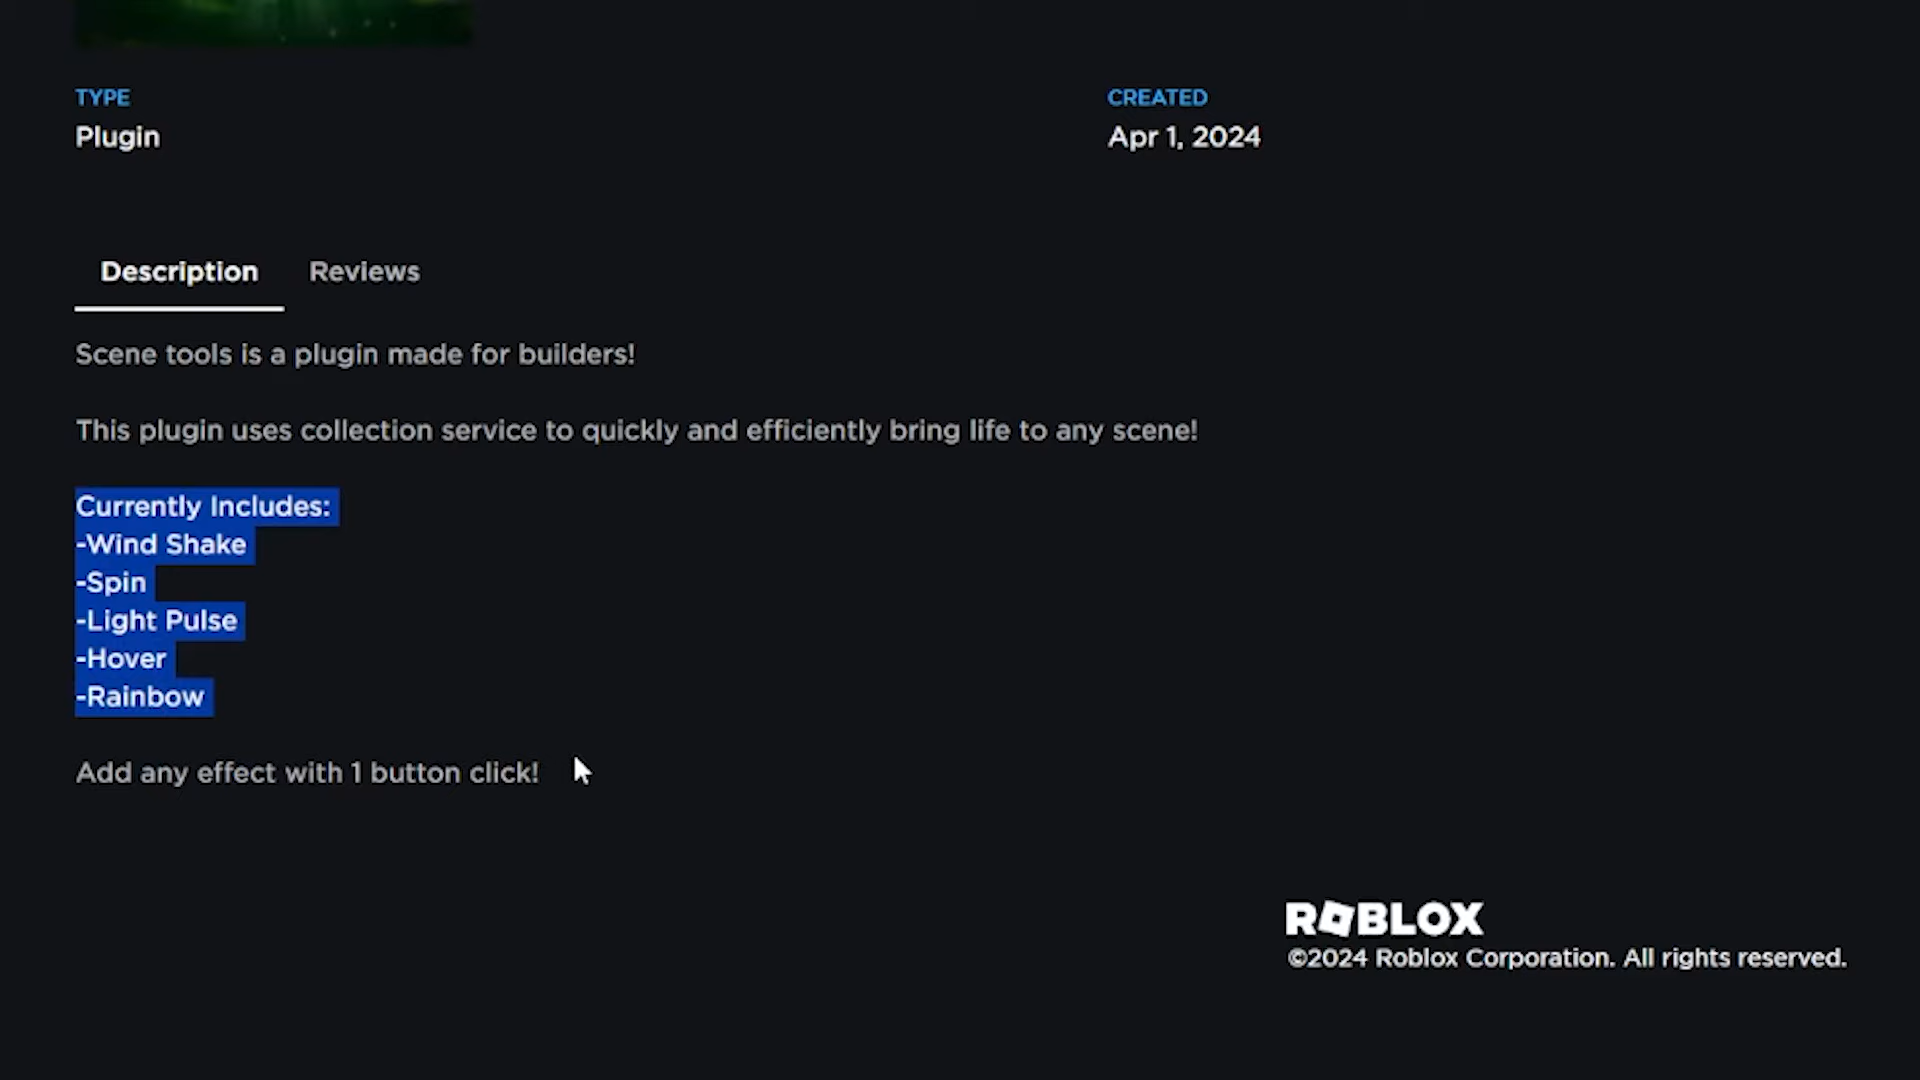 TYPE
Plugin
CREATED
Apr 1, 2024
Description
Reviews
Scene tools is a plugin made for builders!
This plugin uses collection service to quickly and efficiently bring life to any scene!
Currently Includes:
-Wind Shake
-Spin
-Light Pulse
-Hover
-Rainbow
Add any effect with 1 button click!
ROBLOX
©2024 Roblox Corporation. All rights reserved.